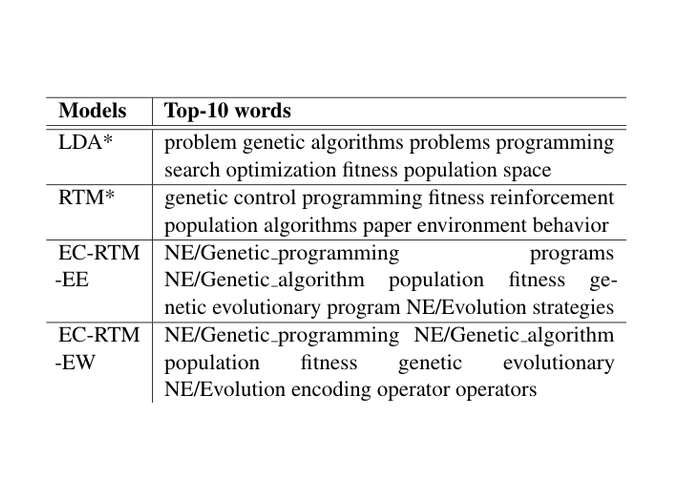 Models Top-10 words
LDA* problem genetic algorithms problems programming
search optimization fitness population space
RTM* genetic control programming fitness reinforcement
population algorithms paper environment behavior
EC-RTM NE/Genetic_programming programs
-EE NE/Genetic_algorithm population fitness ge-
netic evolutionary program NE/Evolution strategies
EC-RTM NE/Genetic_programming NE/Genetic_algorithm
-EW population fitness genetic evolutionary
NE/Evolution encoding operator operators